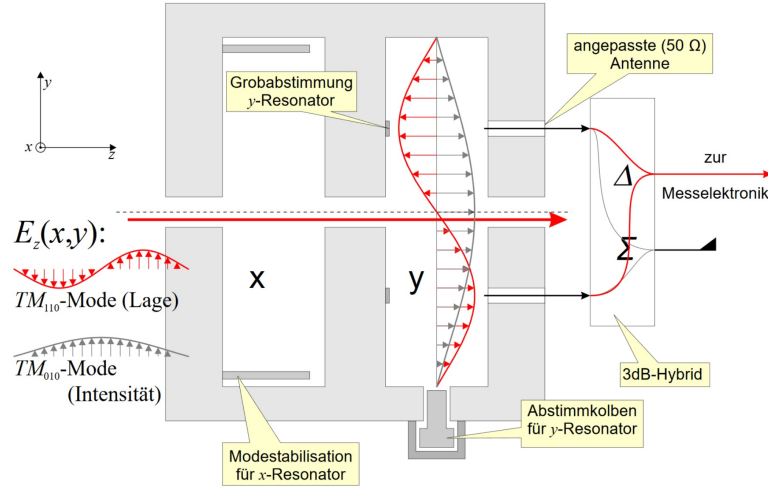 angepasste (50 Ω)
Antenne
Grobabstimmung
y-Resonator
y
x
z
zur
Δ
Messelektronik
E_z(x,y):
Σ
x
y
TM₁₁₀-Mode (Lage)
TM₀₁₀-Mode
(Intensität)
3dB-Hybrid
Abstimmkolben
für y-Resonator
Modestabilisation
für x-Resonator